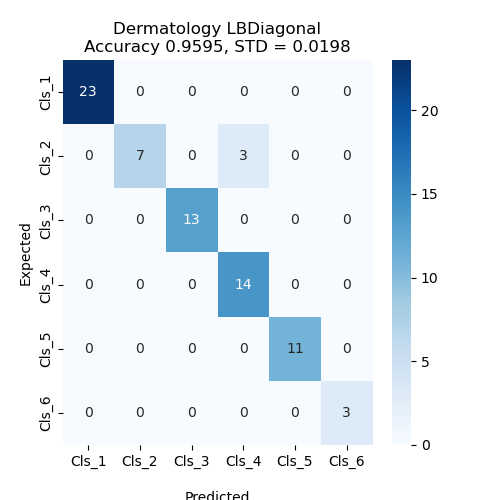 Dermatology LBDiagonal
Accuracy 0.9595, STD = 0.0198
Expected
Cls_1 23 0 0 0 0 0
Cls_2 0 7 0 3 0 0
Cls_3 0 0 13 0 0 0
Cls_4 0 0 0 14 0 0
Cls_5 0 0 0 0 11 0
Cls_6 0 0 0 0 0 3
Cls_1 Cls_2 Cls_3 Cls_4 Cls_5 Cls_6
Predicted
20
15
10
5
0